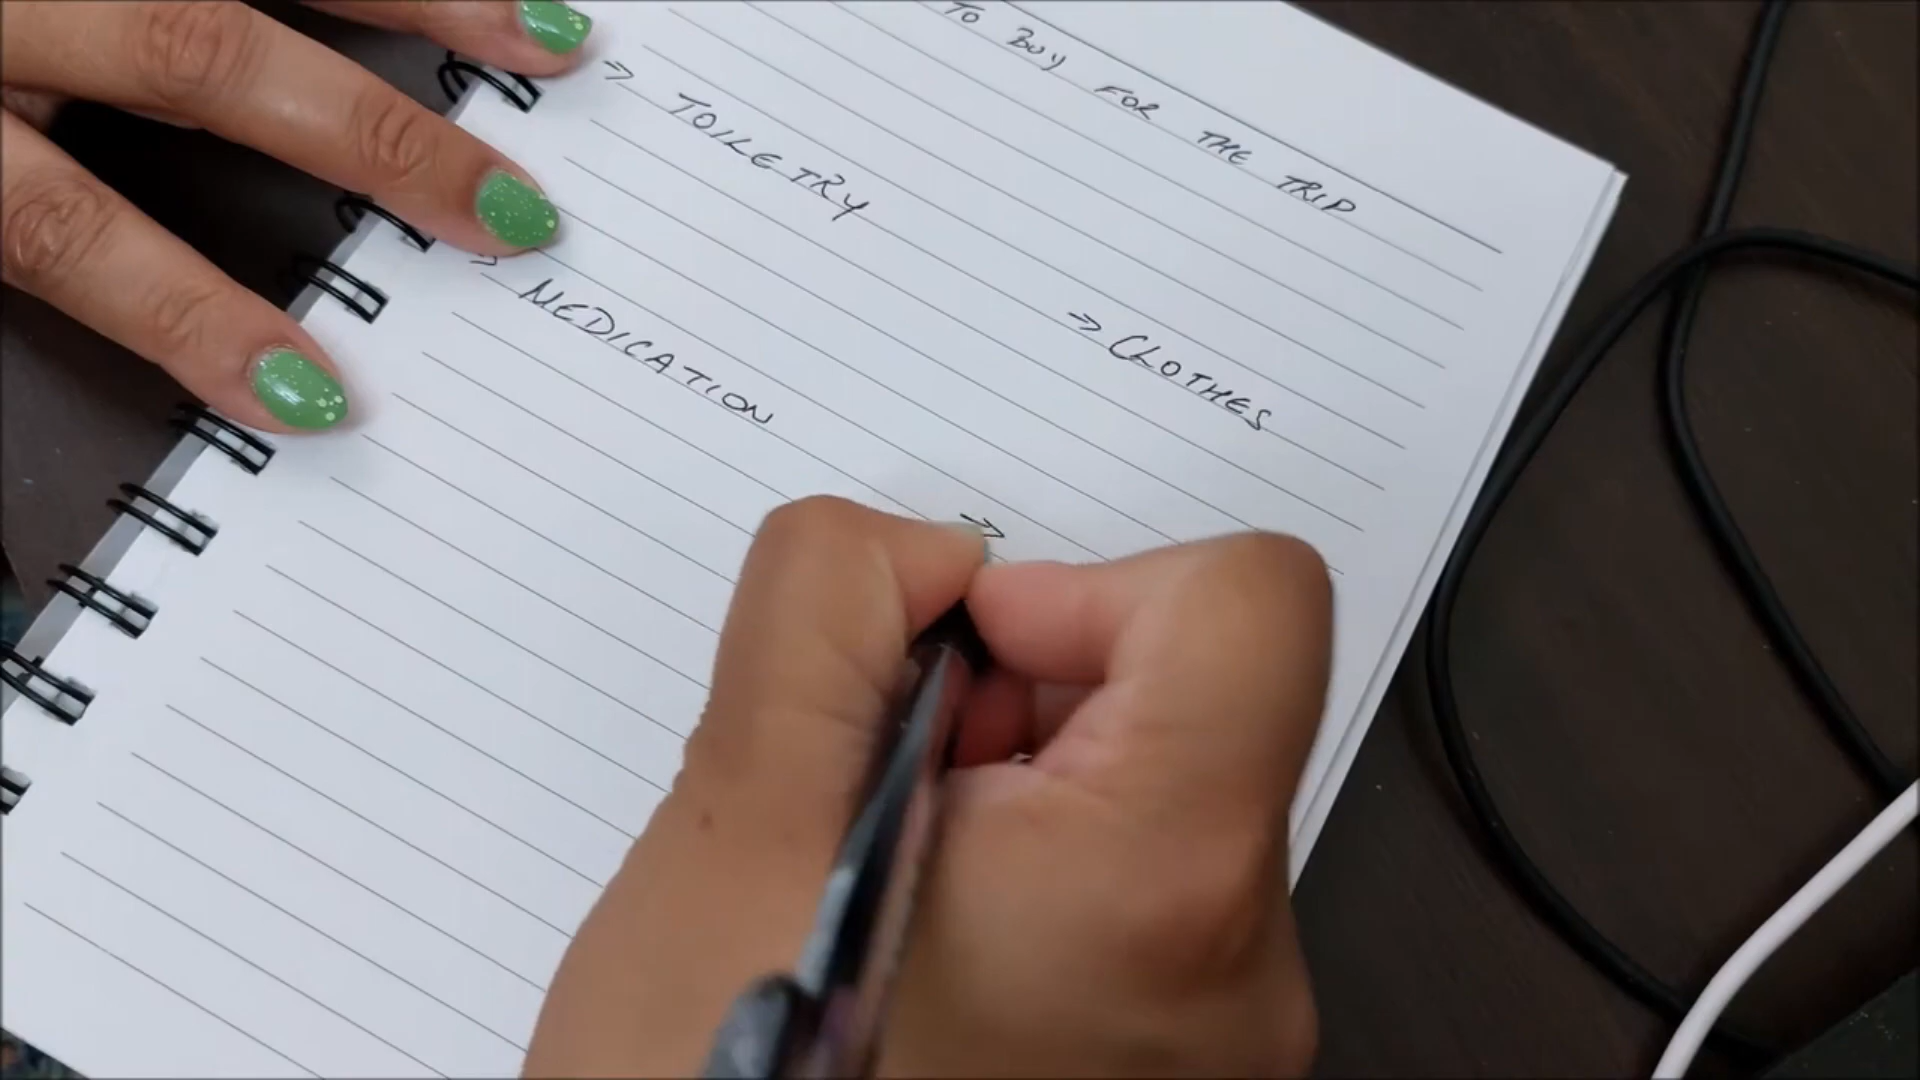 TO BUY FOR THE TRIP
→ TOILETRY
→ CLOTHES
→ MEDICATION
→